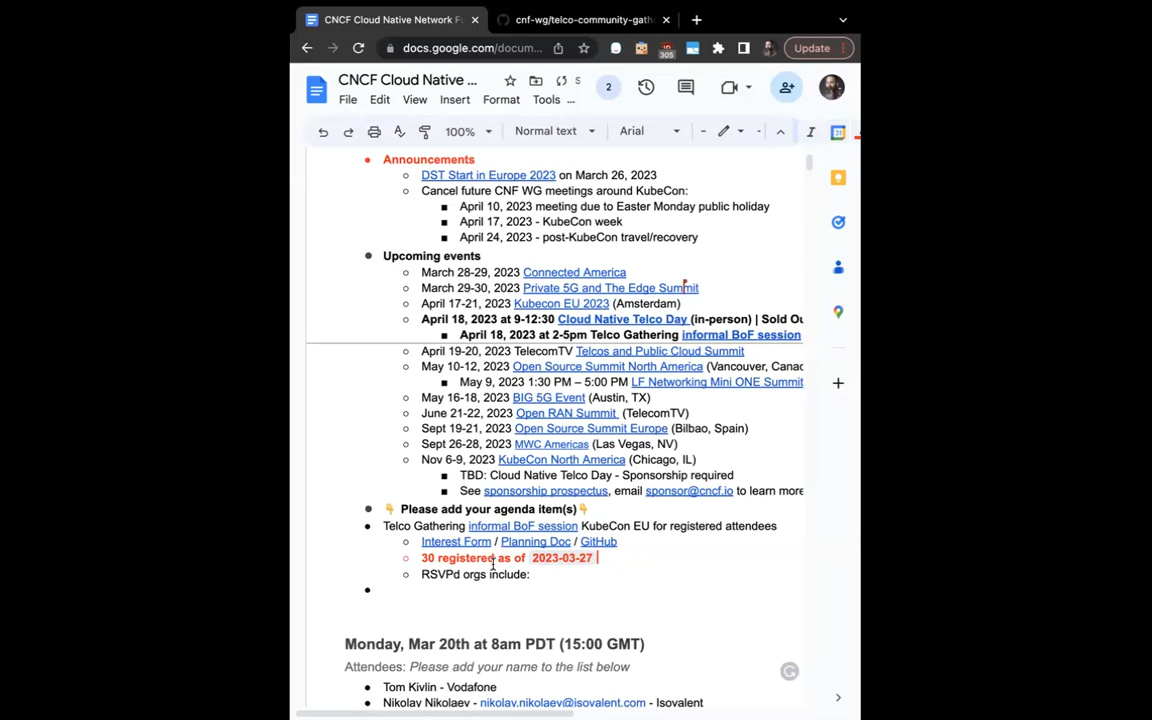 CNCF Cloud Native Network F
cnf-wg/telco-community-gath
docs.google.com/docum...
305
Update
CNCF Cloud Native ...
S
2
File Edit View Insert Format Tools ...
100% Normal text Arial
31
Announcements
DST Start in Europe 2023 on March 26, 2023
Cancel future CNF WG meetings around KubeCon:
April 10, 2023 meeting due to Easter Monday public holiday
April 17, 2023 - KubeCon week
April 24, 2023 - post-KubeCon travel/recovery
Upcoming events
March 28-29, 2023 Connected America
March 29-30, 2023 Private 5G and The Edge Summit
April 17-21, 2023 Kubecon EU 2023 (Amsterdam)
April 18, 2023 at 9-12:30 Cloud Native Telco Day (in-person) | Sold Ou
April 18, 2023 at 2-5pm Telco Gathering informal BoF session
April 19-20, 2023 TelecomTV Telcos and Public Cloud Summit
May 10-12, 2023 Open Source Summit North America (Vancouver, Canad
May 9, 2023 1:30 PM – 5:00 PM LF Networking Mini ONE Summit
May 16-18, 2023 BIG 5G Event (Austin, TX)
June 21-22, 2023 Open RAN Summit (TelecomTV)
Sept 19-21, 2023 Open Source Summit Europe (Bilbao, Spain)
Sept 26-28, 2023 MWC Americas (Las Vegas, NV)
Nov 6-9, 2023 KubeCon North America (Chicago, IL)
TBD: Cloud Native Telco Day - Sponsorship required
See sponsorship prospectus, email sponsor@cncf.io to learn more
👇 Please add your agenda item(s)👇
Telco Gathering informal BoF session KubeCon EU for registered attendees
Interest Form / Planning Doc / GitHub
30 registered as of 2023-03-27
RSVPd orgs include:
Monday, Mar 20th at 8am PDT (15:00 GMT)
Attendees: Please add your name to the list below
Tom Kivlin - Vodafone
Nikolay Nikolaev - nikolay.nikolaev@isovalent.com - Isovalent